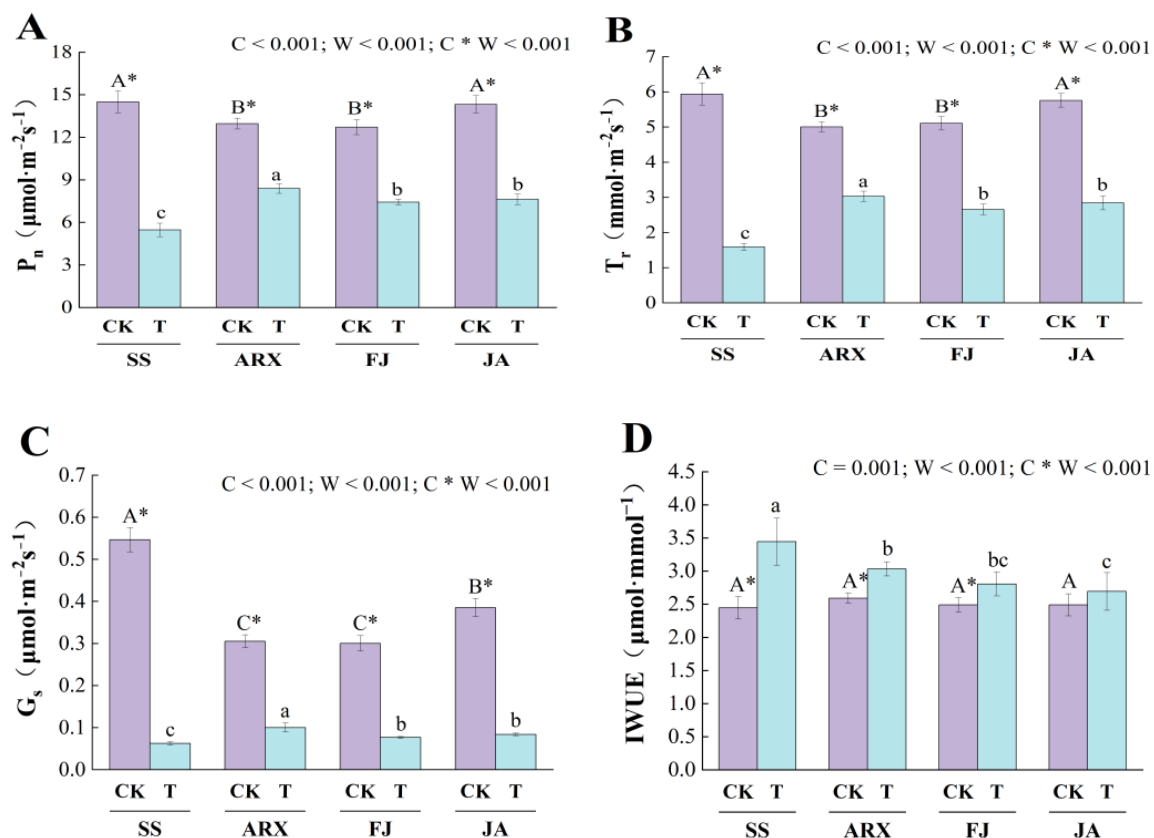 A
C < 0.001; W < 0.001; C * W < 0.001
Pn (μmol·m⁻²s⁻¹)
18
15
12
9
6
3
0
A*
c
B*
a
B*
b
A*
b
CK T CK T CK T CK T
SS ARX FJ JA
B
C < 0.001; W < 0.001; C * W < 0.001
Tr (mmol·m⁻²s⁻¹)
7
6
5
4
3
2
1
0
A*
c
B*
a
B*
b
A*
b
CK T CK T CK T CK T
SS ARX FJ JA
C
C < 0.001; W < 0.001; C * W < 0.001
Gs (μmol·m⁻²s⁻¹)
0.7
0.6
0.5
0.4
0.3
0.2
0.1
0.0
A*
c
C*
a
C*
b
B*
b
CK T CK T CK T CK T
SS ARX FJ JA
D
C = 0.001; W < 0.001; C * W < 0.001
IWUE (μmol·mmol⁻¹)
4.5
4.0
3.5
3.0
2.5
2.0
1.5
1.0
0.5
0.0
A*
a
A*
b
A*
bc
A
c
CK T CK T CK T CK T
SS ARX FJ JA